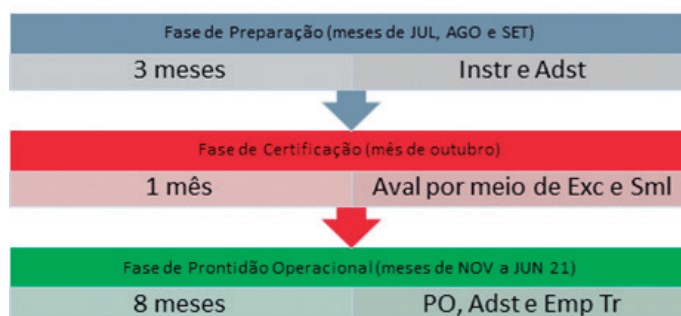 Fase de Preparação (meses de JUL, AGO e SET)
3 meses Instr e Adst
Fase de Certificação (mês de outubro)
1 mês Aval por meio de Exc e Sml
Fase de Prontidão Operacional (meses de NOV a JUN 21)
8 meses PO, Adst e Emp Tr